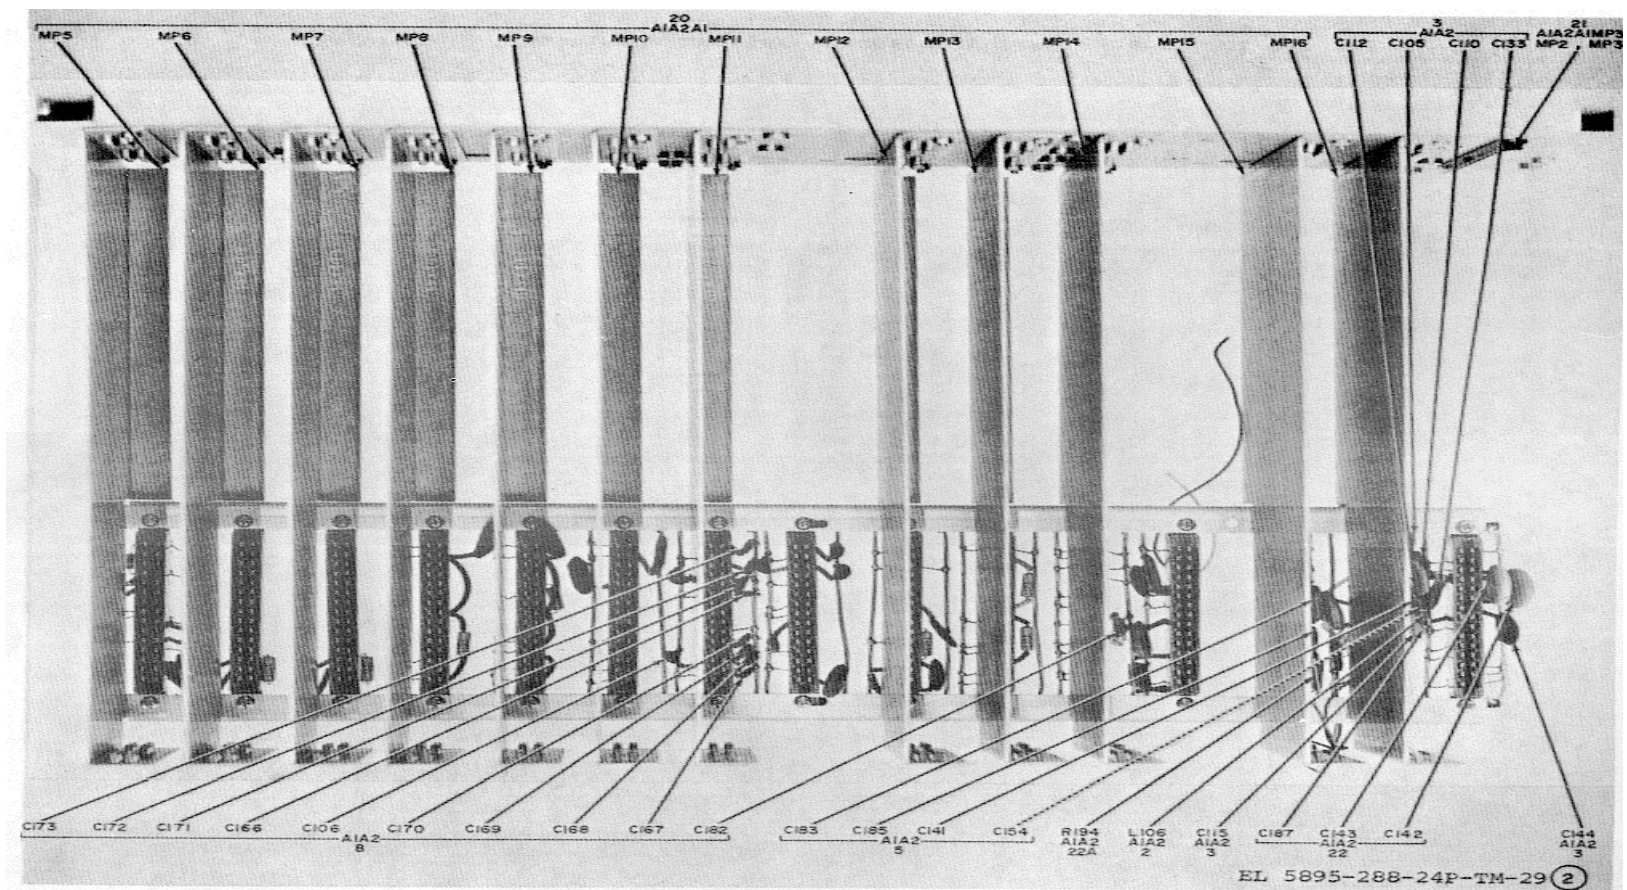 20 3 21
A1A2A1 A1A2 A1A2A1MP3
MP5 MP6 MP7 MP8 MP9 MP10 MP11 MP12 MP13 MP14 MP15 MP16 C112 C105 C110 C133 MP2 , MP3
C173 C172 C171 C166 C106 C170 C169 C168 C167 C182 C183 C185 C141 C154 R194 L106 C115 C187 C143 C142 C144
A1A2 A1A2 A1A2 A1A2 A1A2 A1A2 A1A2
8 5 22A 2 3 22 3
EL 5895-288-24P-TM-29 2